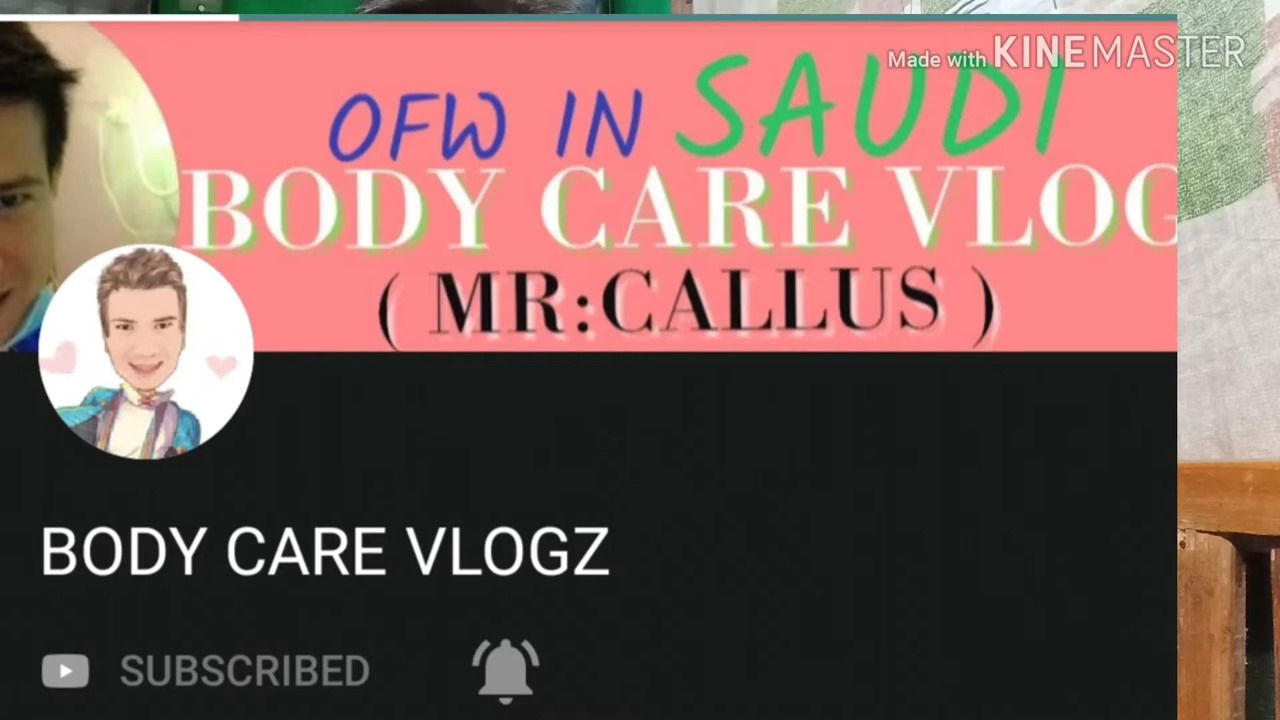 Made with KINEMASTER
OFW IN SAUDI
BODY CARE VLOG
( MR:CALLUS )
BODY CARE VLOGZ
SUBSCRIBED